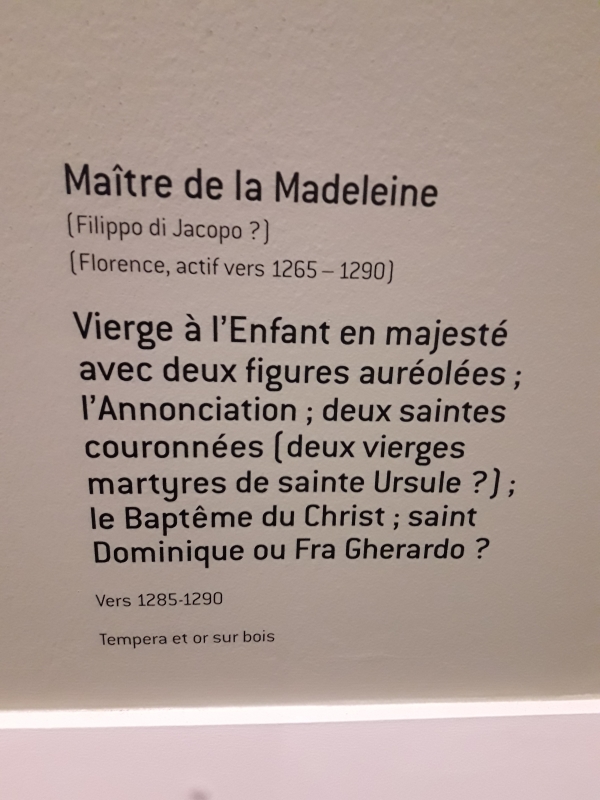 Maître de la Madeleine
(Filippo di Jacopo ?)
(Florence, actif vers 1265 – 1290)
Vierge à l'Enfant en majesté
avec deux figures auréolées ;
l'Annonciation ; deux saintes
couronnées (deux vierges
martyres de sainte Ursule ?) ;
le Baptême du Christ ; saint
Dominique ou Fra Gherardo ?
Vers 1285-1290
Tempera et or sur bois